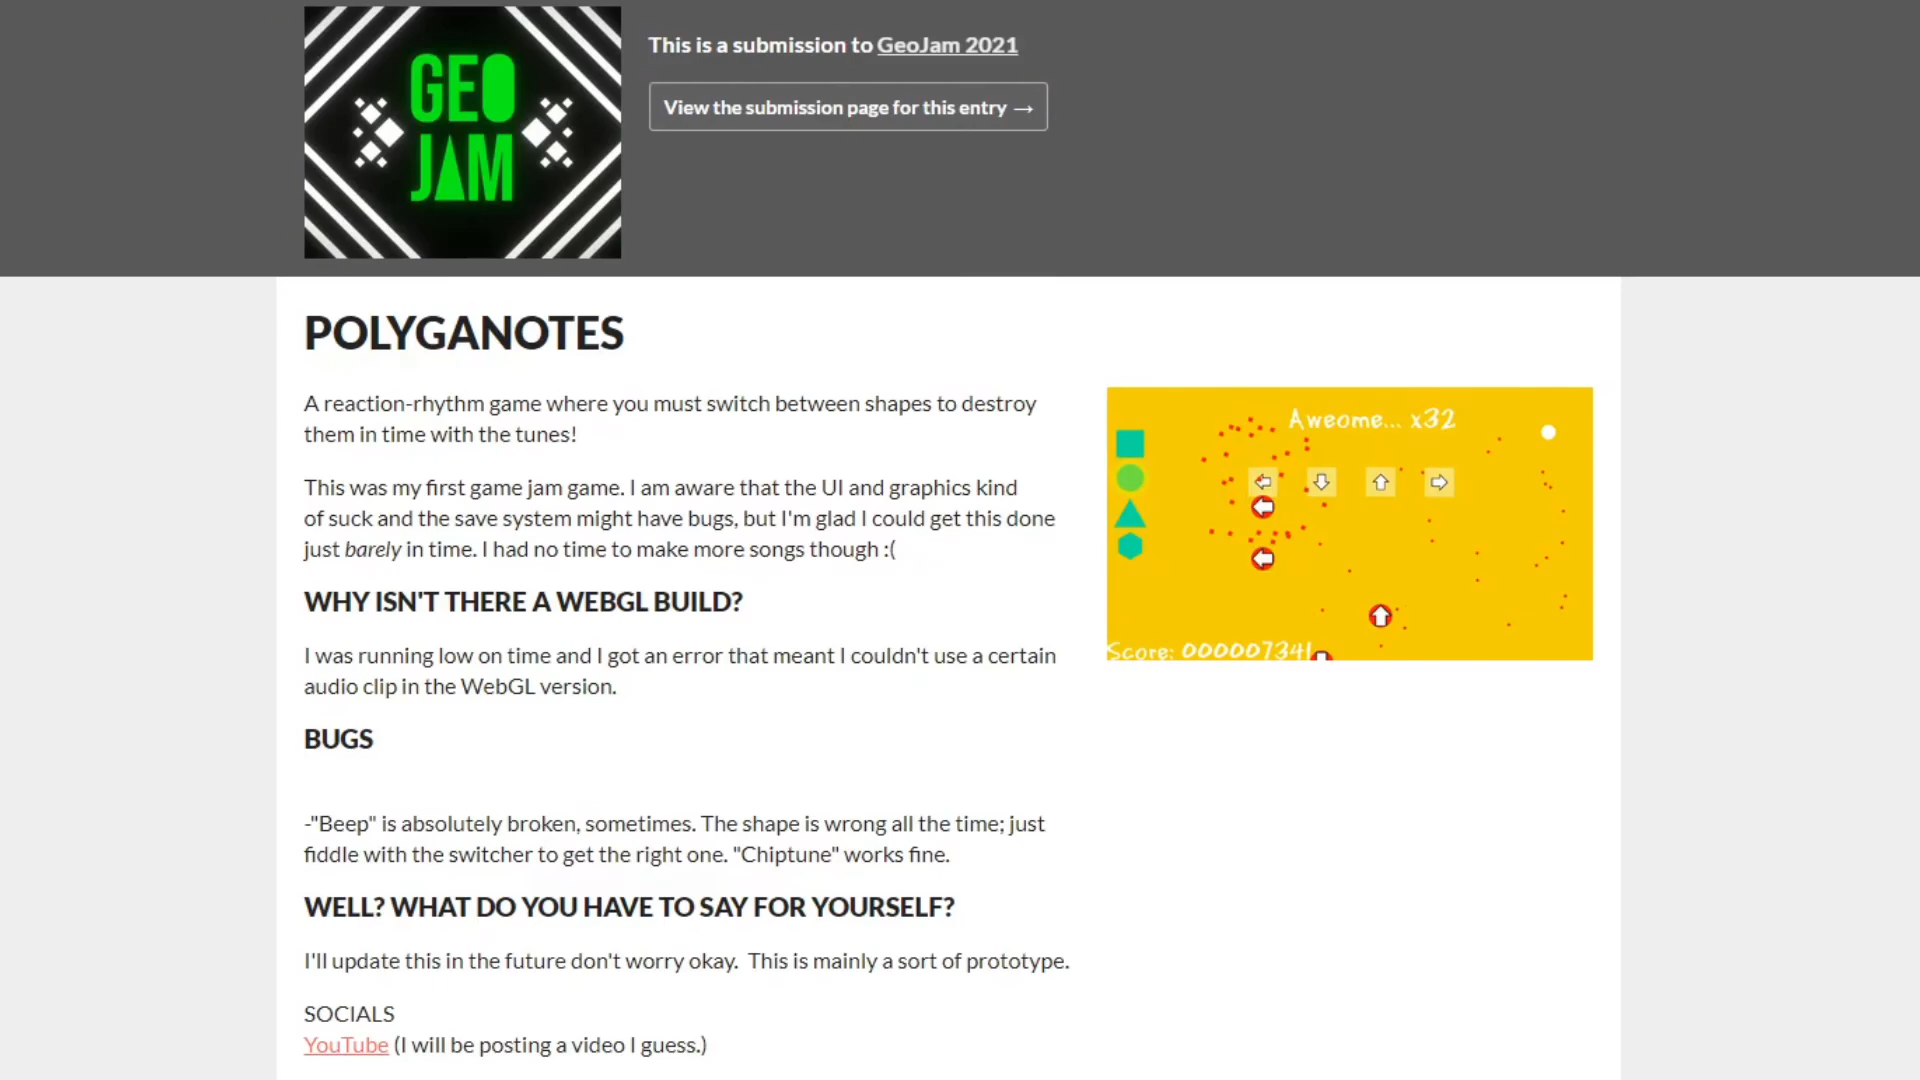 GEO
JAM
This is a submission to GeoJam 2021
View the submission page for this entry →
POLYGANOTES
A reaction-rhythm game where you must switch between shapes to destroy
them in time with the tunes!
This was my first game jam game. I am aware that the UI and graphics kind
of suck and the save system might have bugs, but I'm glad I could get this done
just barely in time. I had no time to make more songs though :(
WHY ISN'T THERE A WEBGL BUILD?
I was running low on time and I got an error that meant I couldn't use a certain
audio clip in the WebGL version.
BUGS
-"Beep" is absolutely broken, sometimes. The shape is wrong all the time; just
fiddle with the switcher to get the right one. "Chiptune" works fine.
WELL? WHAT DO YOU HAVE TO SAY FOR YOURSELF?
I'll update this in the future don't worry okay.  This is mainly a sort of prototype.
SOCIALS
YouTube (I will be posting a video I guess.)
Aweome... x32
Score: 000007341